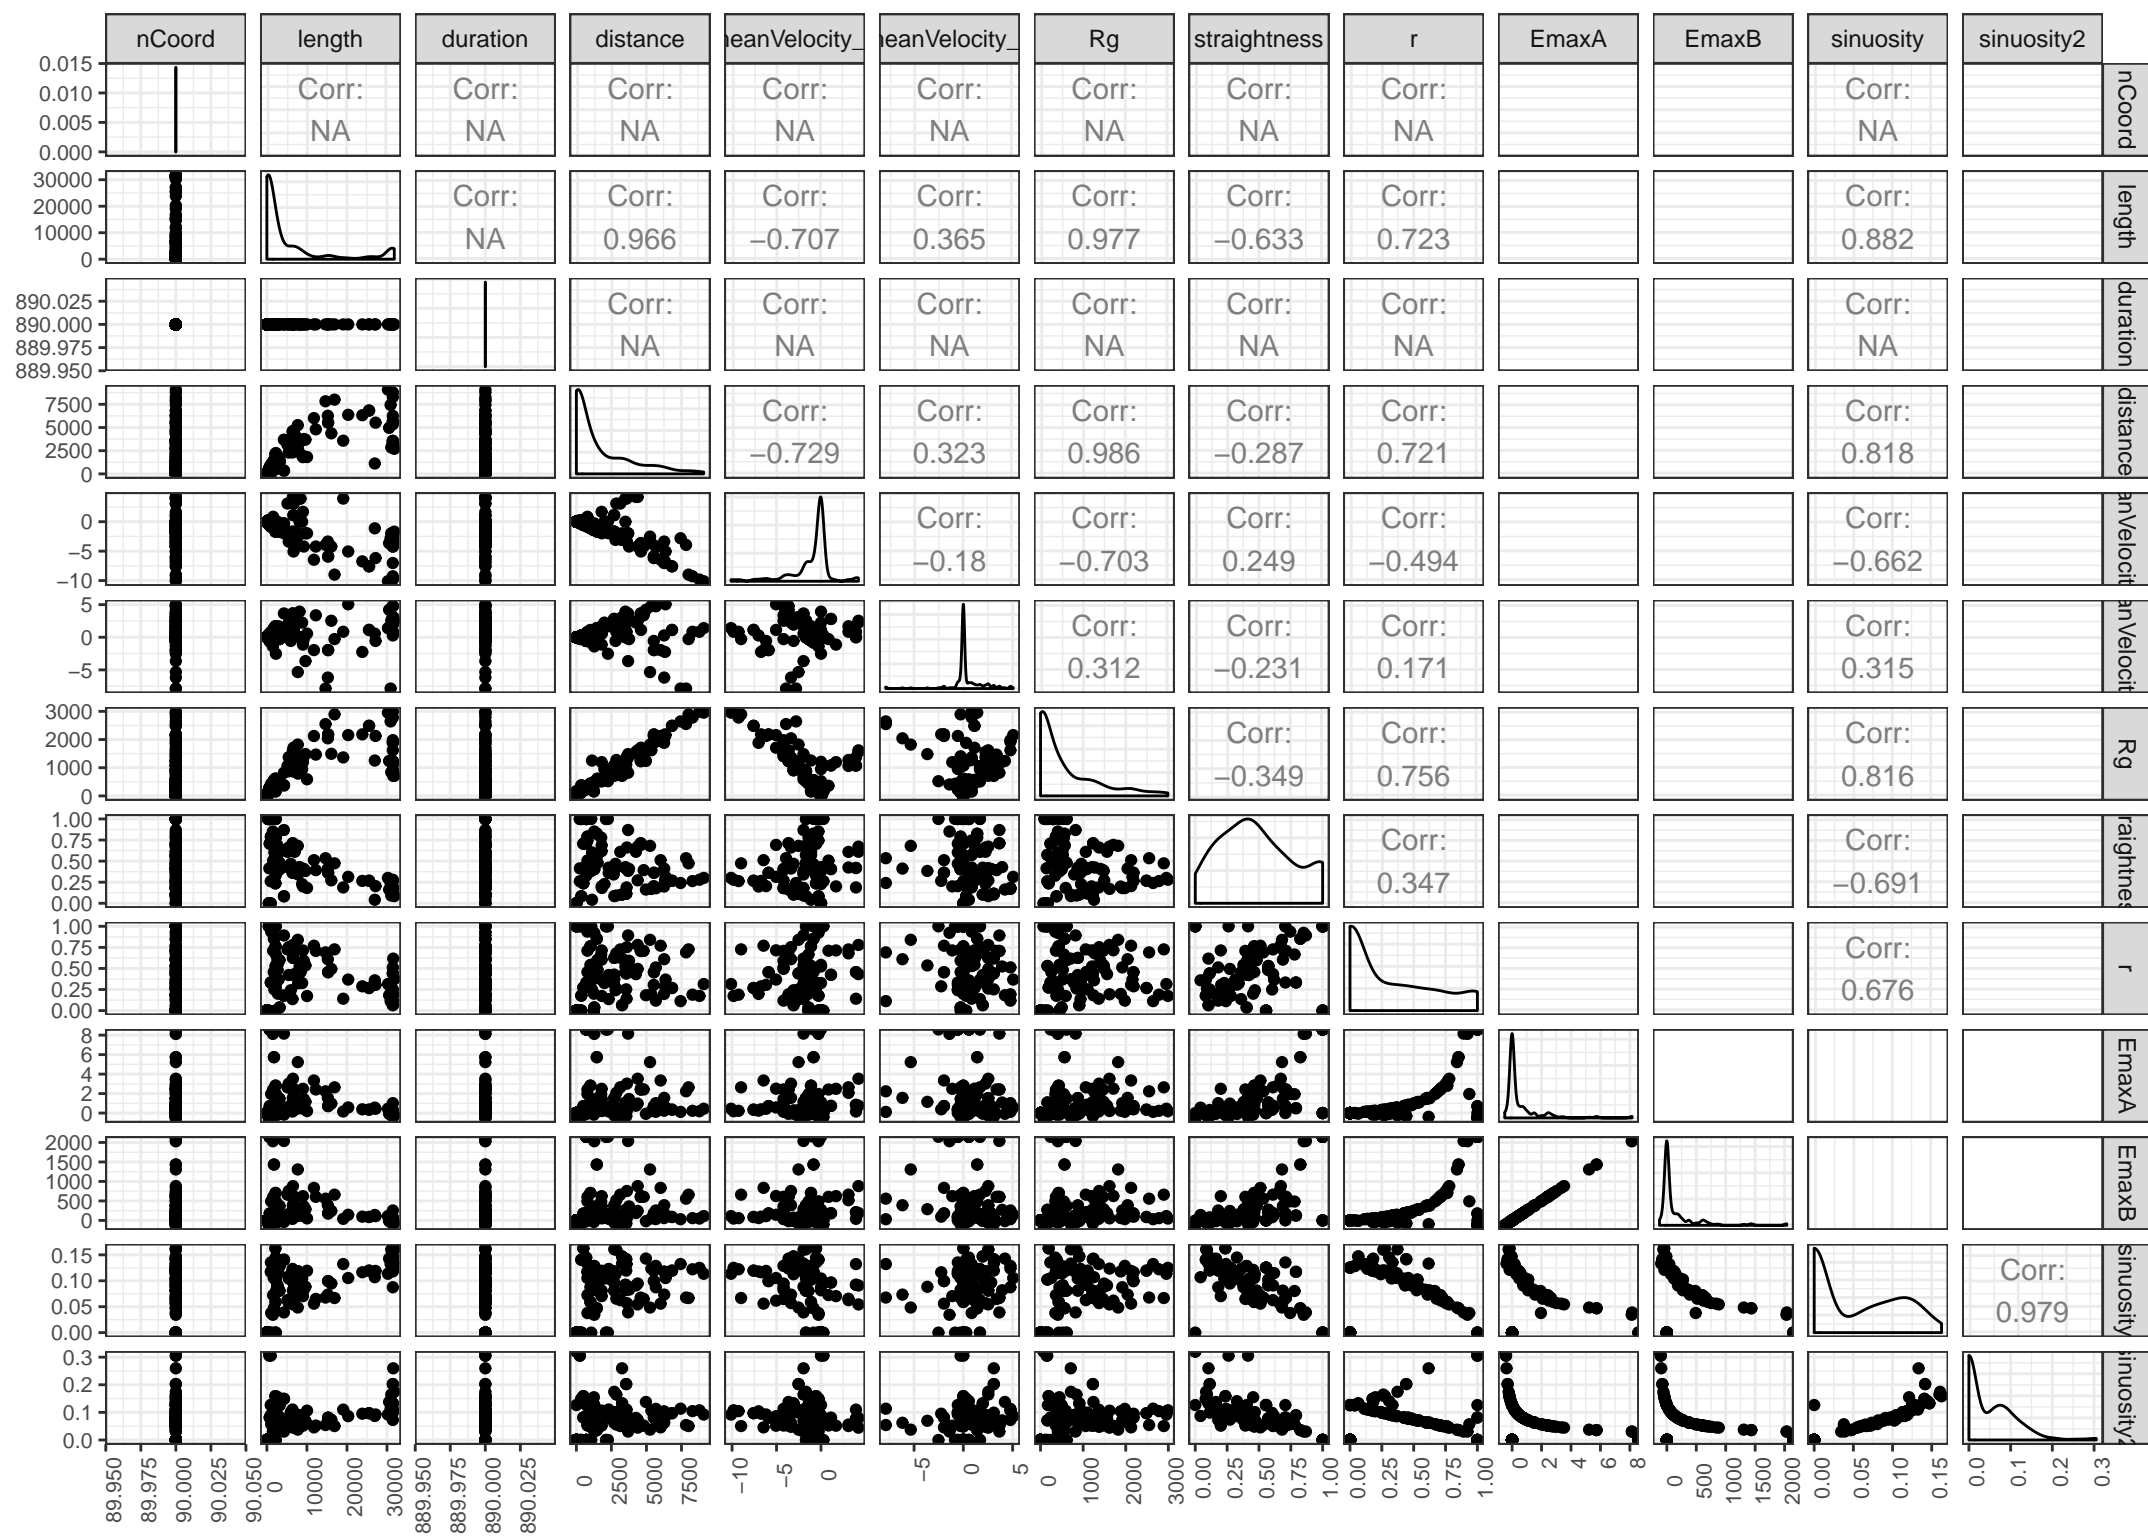 nCoord length duration distance neanVelocity_ neanVelocity_ Rg straightness r EmaxA EmaxB sinuosity sinuosity2
0.015
0.010
0.005
0.000
Corr: Corr: Corr: Corr: Corr: Corr: Corr: Corr: Corr:
NA NA NA NA NA NA NA NA NA
nCoord
30000
20000
10000
0
Corr: Corr: Corr: Corr: Corr: Corr: Corr: Corr:
NA 0.966 −0.707 0.365 0.977 −0.633 0.723 0.882
length
890.025
890.000
889.975
889.950
Corr: Corr: Corr: Corr: Corr: Corr: Corr:
NA NA NA NA NA NA NA
duration
7500
5000
2500
0
Corr: Corr: Corr: Corr: Corr: Corr:
−0.729 0.323 0.986 −0.287 0.721 0.818
distance
0
−5
−10
Corr: Corr: Corr: Corr: Corr:
−0.18 −0.703 0.249 −0.494 −0.662
anVelocit
5
0
−5
Corr: Corr: Corr: Corr:
0.312 −0.231 0.171 0.315
anVelocit
3000
2000
1000
0
Corr: Corr: Corr:
−0.349 0.756 0.816
Rg
1.00
0.75
0.50
0.25
0.00
Corr: Corr:
0.347 −0.691
raightnes
1.00
0.75
0.50
0.25
0.00
Corr:
0.676
r
8
6
4
2
0
EmaxA
2000
1500
1000
500
0
EmaxB
0.15
0.10
0.05
0.00
Corr:
0.979
sinuosity
0.3
0.2
0.1
0.0
sinuosity2
89.950 89.975 90.000 90.025 90.050
0 10000 20000 30000
889.950 889.975 890.000 890.025
0 2500 5000 7500
−10 −5 0
−5 0 5
0 1000 2000 3000
0.00 0.25 0.50 0.75 1.00
0.00 0.25 0.50 0.75 1.00
0 2 4 6 8
0 500 1000 1500 2000
0.00 0.05 0.10 0.15
0.0 0.1 0.2 0.3